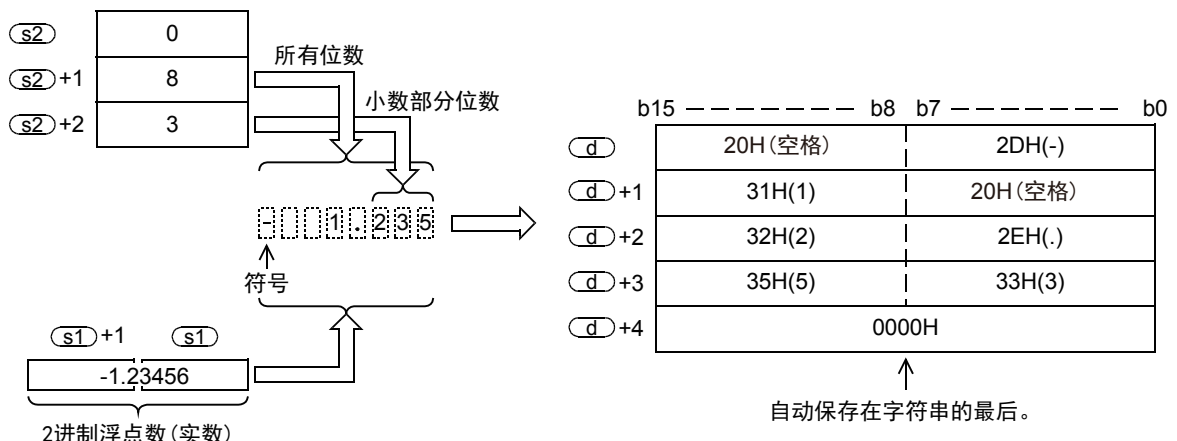 s2 0
s2+1 8
s2+2 3
所有位数
小数部分位数
- 1.235
符号
s1+1 s1
-1.23456
2进制浮点数(实数)
b15 b8 b7 b0
d 20H(空格) 2DH(-)
d+1 31H(1) 20H(空格)
d+2 32H(2) 2EH(.)
d+3 35H(5) 33H(3)
d+4 0000H
自动保存在字符串的最后。